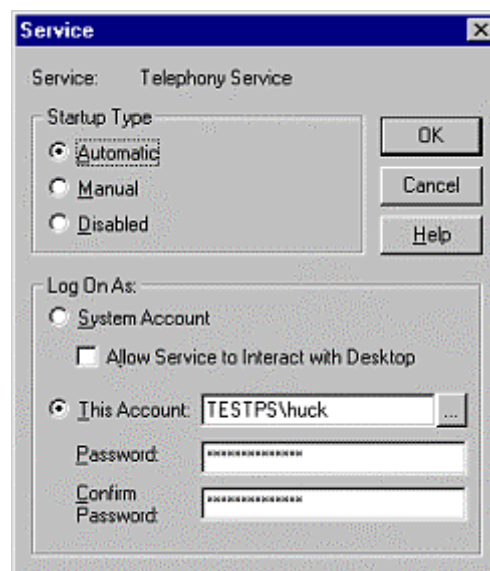 Service
Service: Telephony Service
Startup Type
Automatic
Manual
Disabled
OK
Cancel
Help
Log On As:
System Account
Allow Service to Interact with Desktop
This Account: TESTPS\huck ...
Password: **************
Confirm
Password: **************